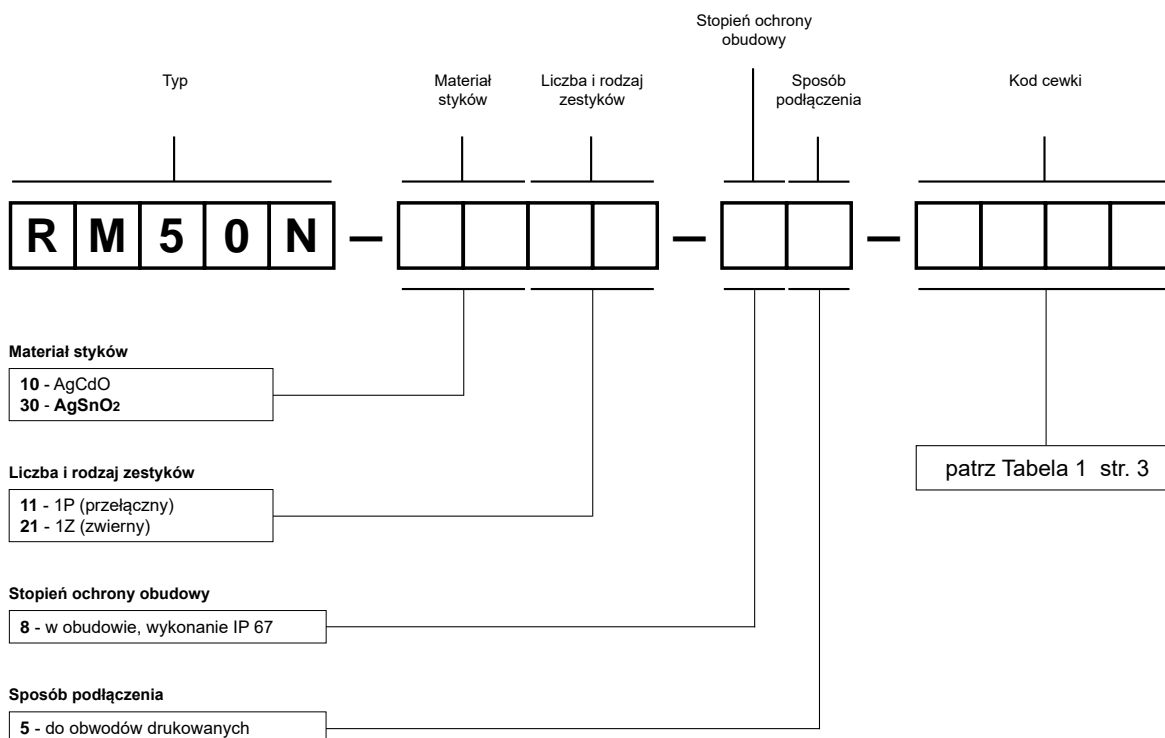 Stopień ochrony
obudowy
Typ
Materiał
styków
Liczba i rodzaj
zestyków
Sposób
podłączenia
Kod cewki
R M 5 0 N – – –
Materiał styków
10 - AgCdO
30 - AgSnO2
patrz Tabela 1 str. 3
Liczba i rodzaj zestyków
11 - 1P (przełączny)
21 - 1Z (zwierny)
Stopień ochrony obudowy
8 - w obudowie, wykonanie IP 67
Sposób podłączenia
5 - do obwodów drukowanych